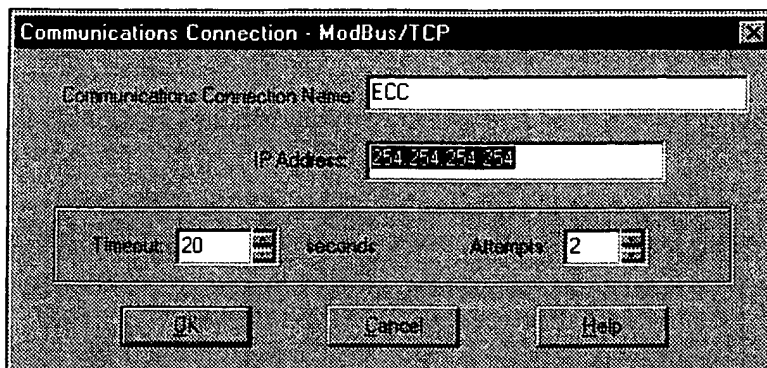 Communications Connection - ModBus/TCP
Communications Connection Name: ECC
IP Address: 254.254.254.254
Timeout: 20 seconds Attempts: 2
OK Cancel Help